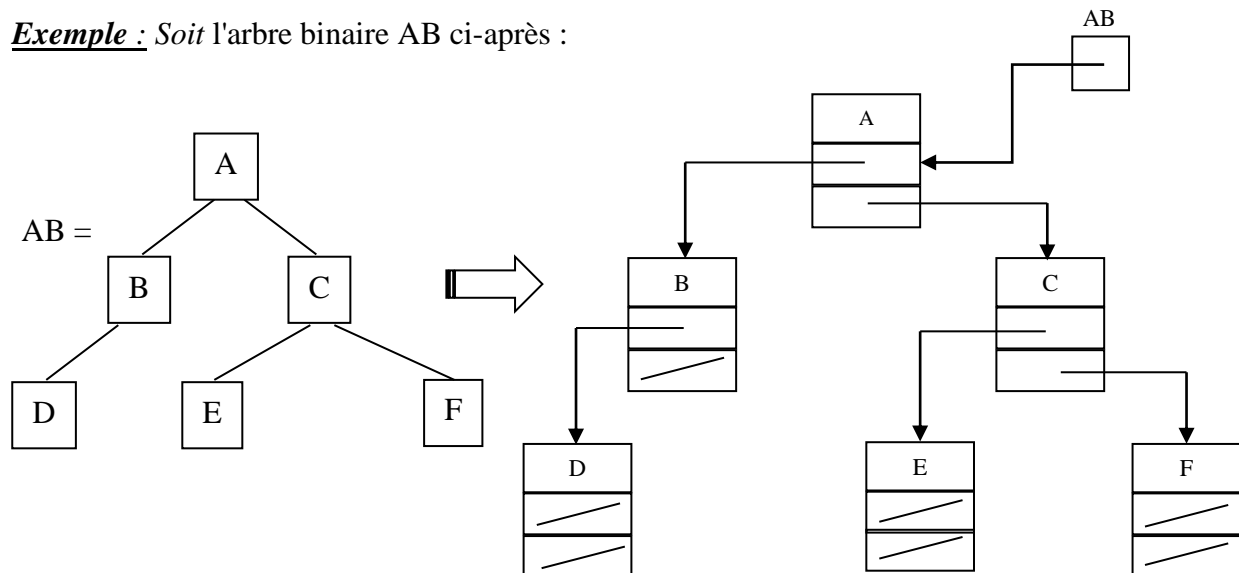 Exemple : Soit l'arbre binaire AB ci-après :
AB
A
A
AB =
B
C
B
C
D
E
F
D
E
F